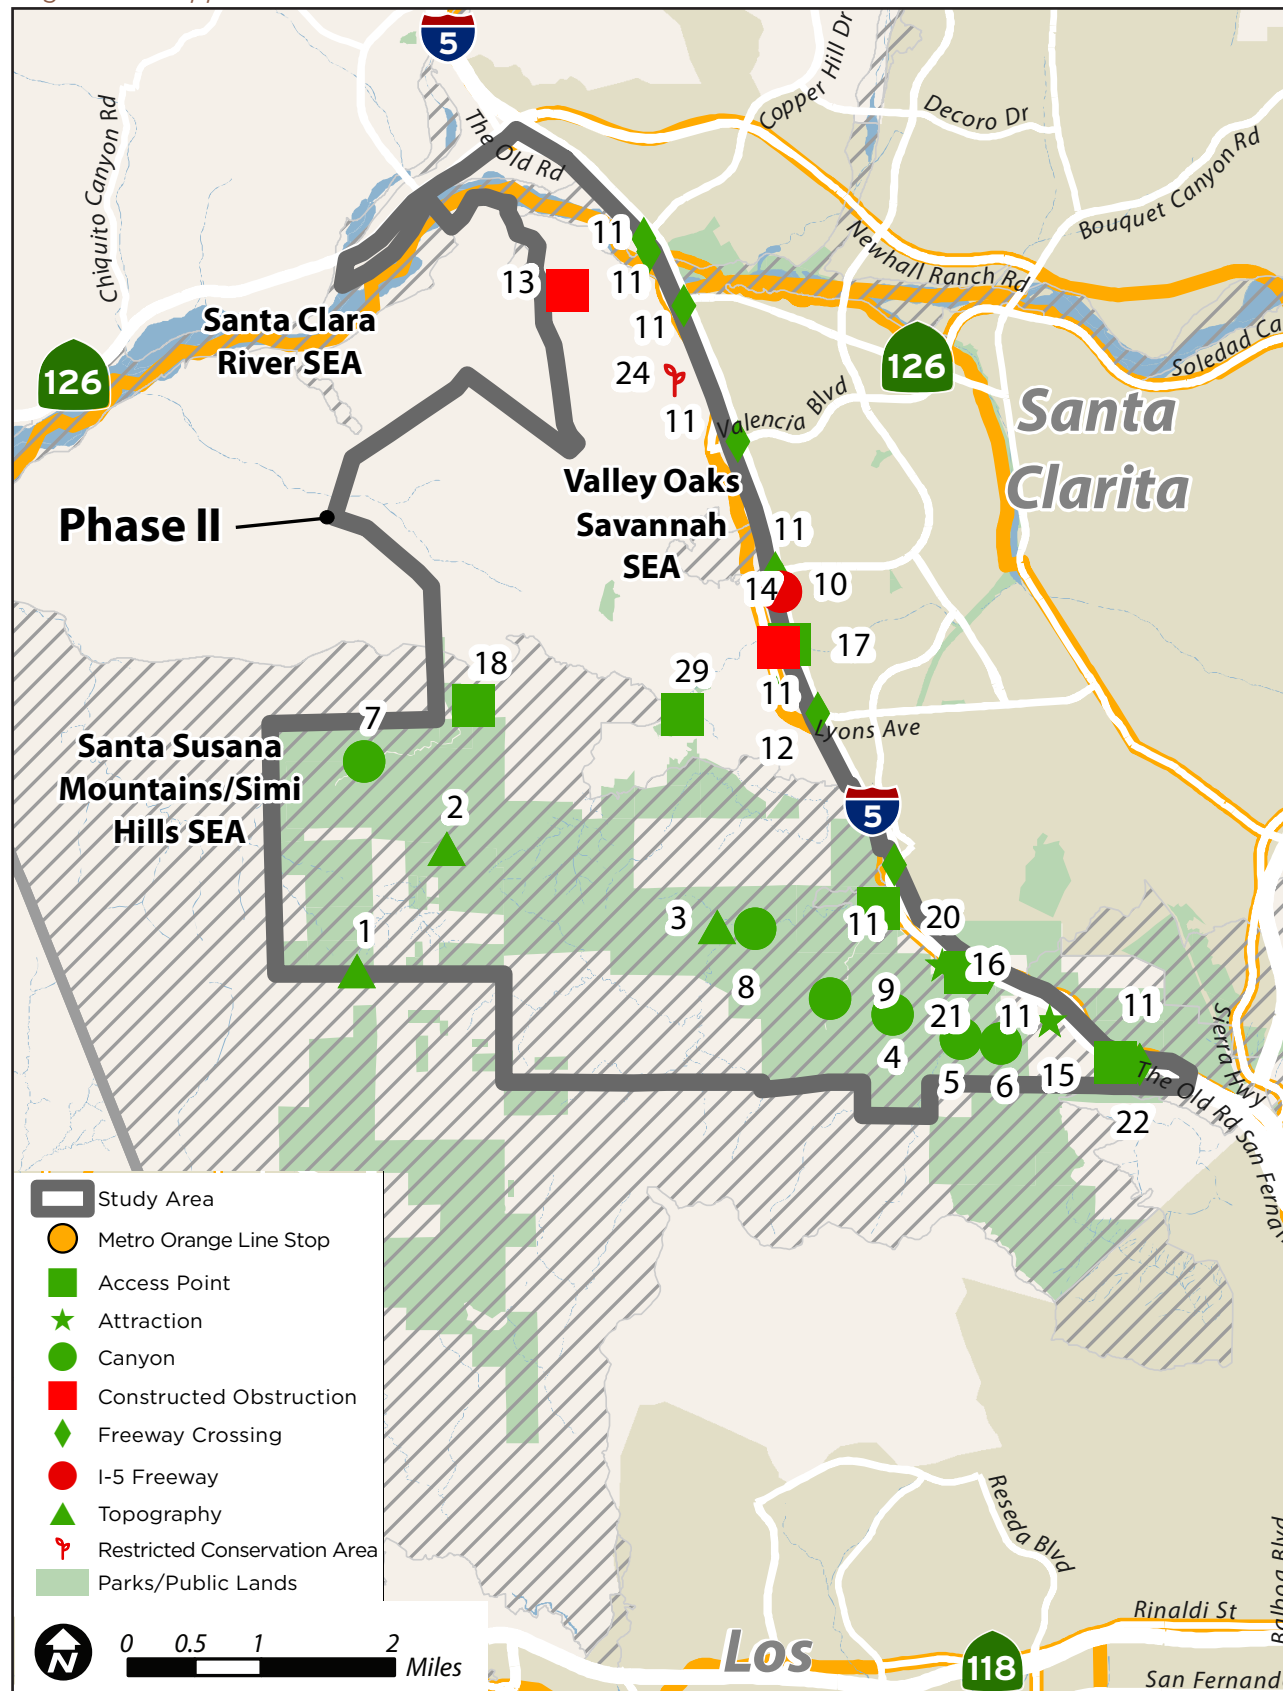 5
Chiquito Canyon Rd
The Old Rd
Copper Hill Dr
Decoro Dr
Bouquet Canyon Rd
Newhall Ranch Rd
11
11
11
13
Santa Clara
River SEA
126
126
Soledad Ca
24
11
Valencia Blvd
Santa
Clarita
Valley Oaks
Savannah
SEA
Phase II
11
14
10
17
18
29
11
12
Lyons Ave
7
Santa Susana
Mountains/Simi
Hills SEA
2
5
1
3
11
20
8
9
16
21
11
11
4
5
6
15
22
Sierra Hwy
The Old Rd
San Fernan
Study Area
Metro Orange Line Stop
Access Point
Attraction
Canyon
Constructed Obstruction
Freeway Crossing
I-5 Freeway
Topography
Restricted Conservation Area
Parks/Public Lands
N
0 0.5 1 2
Miles
Reseda Blvd
Balboa Blvd
Rinaldi St
Los
118
San Fernand